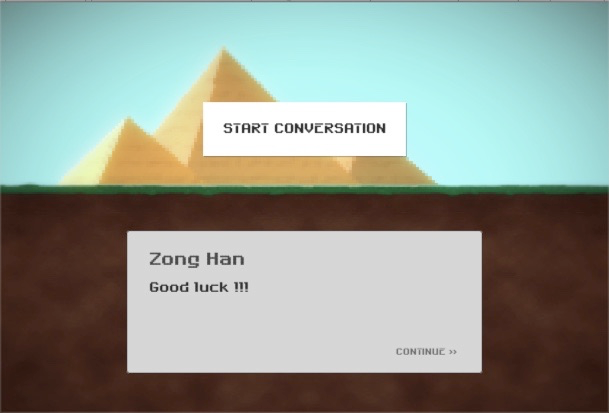 START CONVERSATION
Zong Han
Good luck !!!
CONTINUE >>